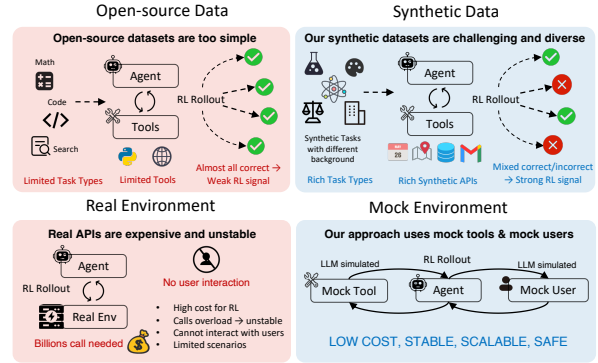 Open-source Data
Open-source datasets are too simple
Math
Code
Search
Agent
Tools
RL Rollout
Limited Task Types
Limited Tools
Almost all correct →
Weak RL signal
Synthetic Data
Our synthetic datasets are challenging and diverse
Agent
Tools
RL Rollout
Synthetic Tasks
with different
background
28
Rich Task Types
Rich Synthetic APIs
Mixed correct/incorrect
→ Strong RL signal
Real Environment
Real APIs are expensive and unstable
Agent
RL Rollout
Real Env
Billions call needed
No user interaction
• High cost for RL
• Calls overload → unstable
• Cannot interact with users
• Limited scenarios
Mock Environment
Our approach uses mock tools & mock users
RL Rollout
LLM simulated
LLM simulated
Mock Tool
Agent
Mock User
LOW COST, STABLE, SCALABLE, SAFE